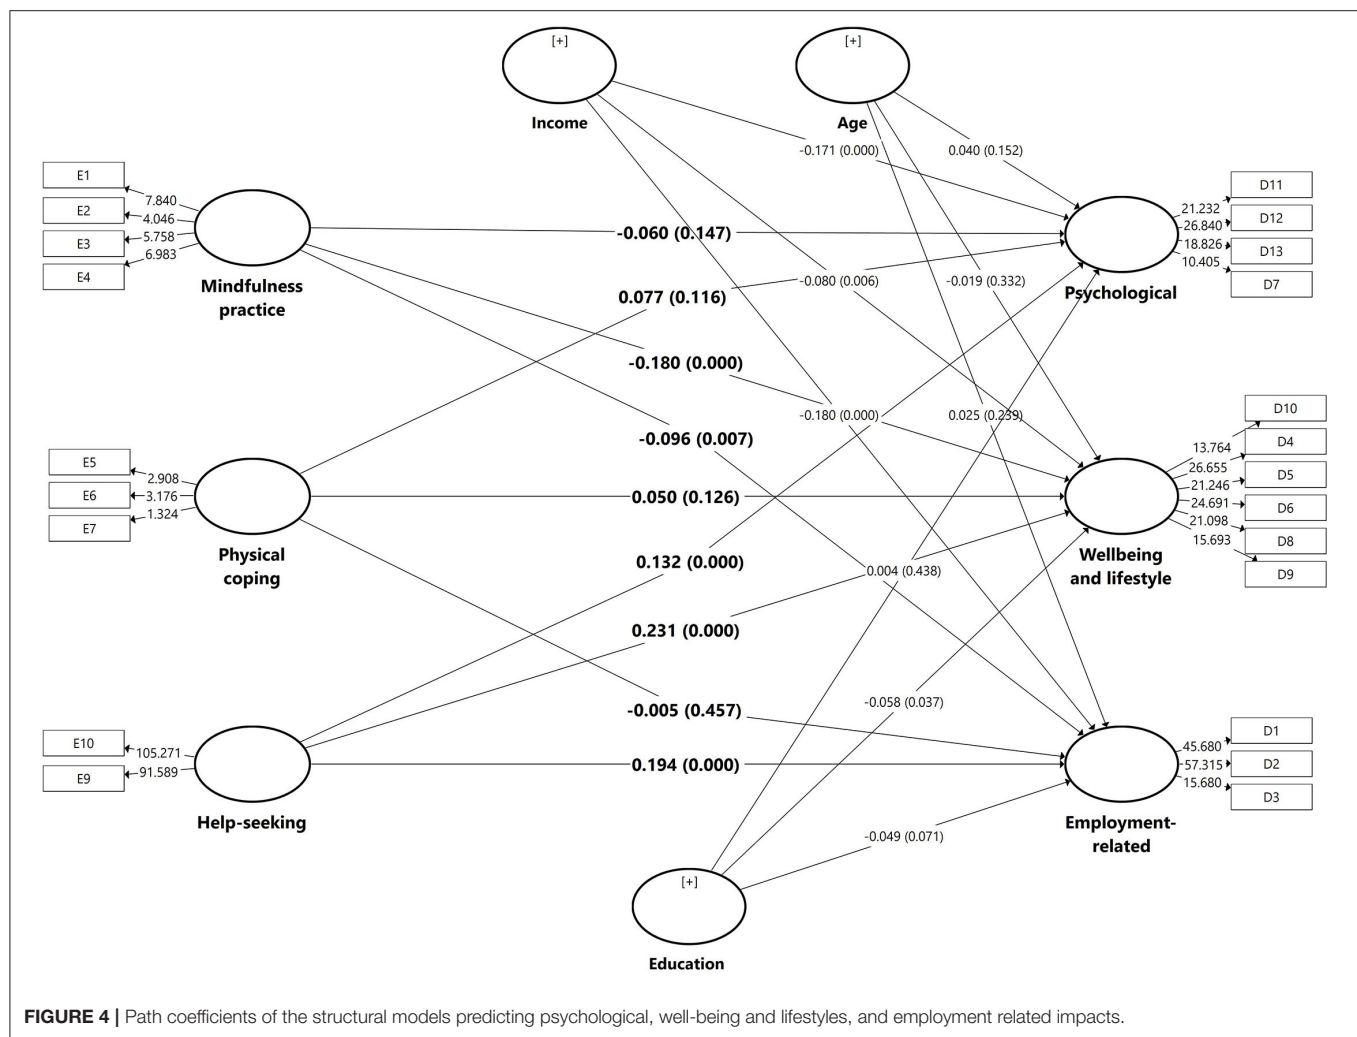 [+]
[+]
Income
Age
-0.171 (0.000)
0.040 (0.152)
E1
E2
E3
E4
7.840
4.046
5.758
6.983
Mindfulness
practice
-0.060 (0.147)
0.077 (0.116)
-0.080 (0.006)
-0.019 (0.332)
21.232
26.840
18.826
10.405
D11
D12
D13
D7
Psychological
-0.180 (0.000)
-0.096 (0.007)
-0.180 (0.000)
0.025 (0.239)
E5
E6
E7
2.908
3.176
1.324
Physical
coping
0.050 (0.126)
0.132 (0.000)
0.004 (0.438)
13.764
26.655
21.246
24.691
21.098
15.693
D10
D4
D5
D6
D8
D9
Wellbeing
and lifestyle
0.231 (0.000)
-0.005 (0.457)
-0.058 (0.037)
E10
E9
105.271
91.589
Help-seeking
0.194 (0.000)
-0.049 (0.071)
45.680
57.315
15.680
D1
D2
D3
Employment-
related
[+]
Education
FIGURE 4 | Path coefficients of the structural models predicting psychological, well-being and lifestyles, and employment related impacts.